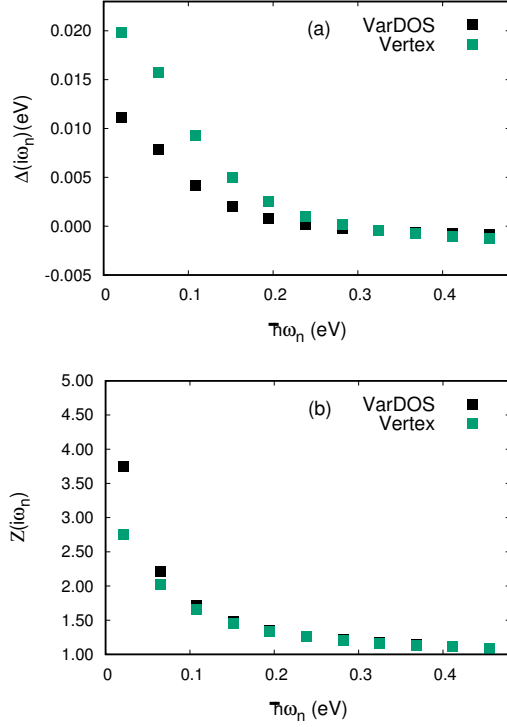 0.020
0.015
0.010
0.005
0.000
-0.005
Δ(iωn)(eV)
(a)
VarDOS
Vertex
0
0.1
0.2
0.3
0.4
ħωn (eV)
5.00
4.50
4.00
3.50
3.00
2.50
2.00
1.50
1.00
Z(iωn)
(b)
VarDOS
Vertex
0
0.1
0.2
0.3
0.4
ħωn (eV)